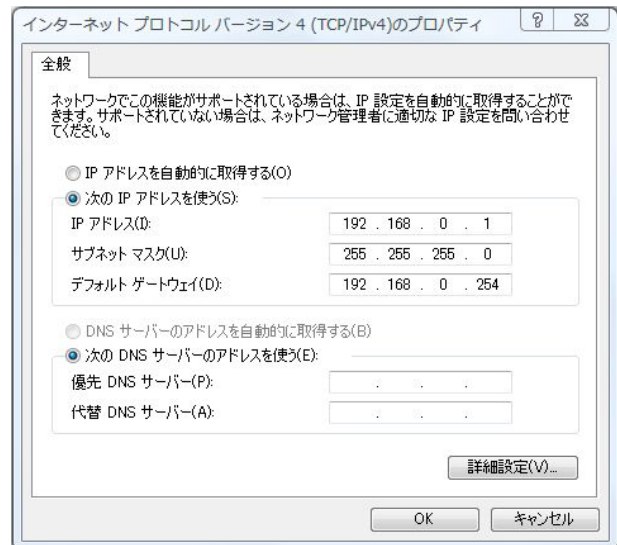 インターネット プロトコル バージョン 4 (TCP/IPv4)のプロパティ
全般
ネットワークでこの機能がサポートされている場合は、IP 設定を自動的に取得することがで
きます。サポートされていない場合は、ネットワーク管理者に適切な IP 設定を問い合わせ
てください。
IP アドレスを自動的に取得する(O)
次の IP アドレスを使う(S):
IP アドレス(I): 192 . 168 . 0 . 1
サブネット マスク(U): 255 . 255 . 255 . 0
デフォルト ゲートウェイ(D): 192 . 168 . 0 . 254
DNS サーバーのアドレスを自動的に取得する(B)
次の DNS サーバーのアドレスを使う(E):
優先 DNS サーバー(P): . . .
代替 DNS サーバー(A): . . .
詳細設定(V)...
OK キャンセル